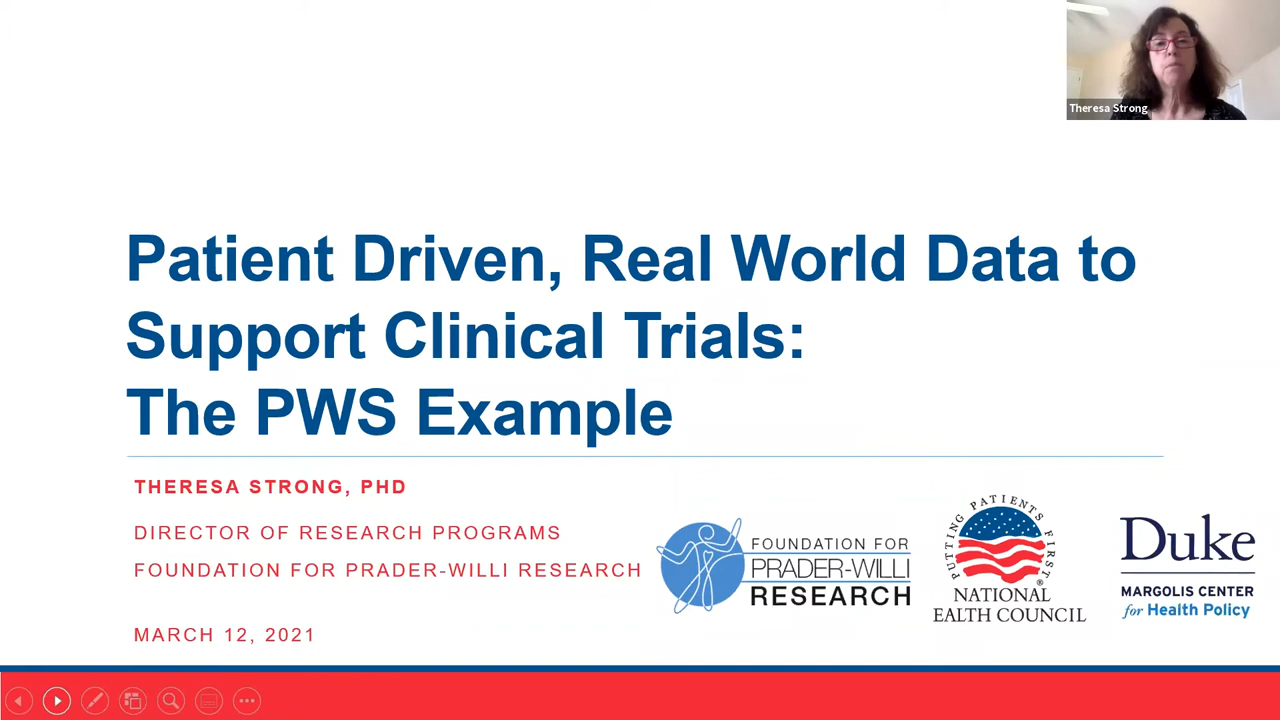 Theresa Strong
Patient Driven, Real World Data to
Support Clinical Trials:
The PWS Example
THERESA STRONG, PHD
DIRECTOR OF RESEARCH PROGRAMS
FOUNDATION FOR PRADER-WILLI RESEARCH
MARCH 12, 2021
FOUNDATION FOR
PRADER-WILLI
RESEARCH
PUTTING PATIENTS FIRST®
NATIONAL
EALTH COUNCIL
Duke
MARGOLIS CENTER
for Health Policy